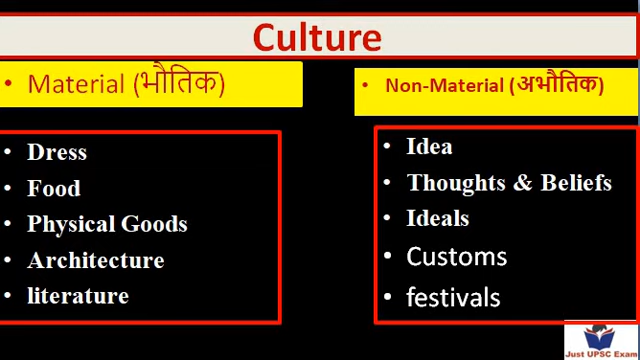 Culture
• Material (भौतिक)
• Dress
• Food
• Physical Goods
• Architecture
• literature
• Non-Material (अभौतिक)
• Idea
• Thoughts & Beliefs
• Ideals
• Customs
• festivals
Just UPSC Exam